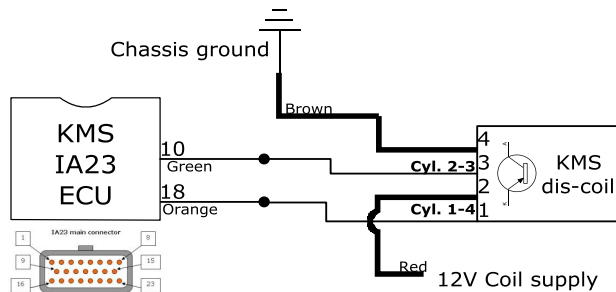 Chassis ground
Brown
KMS
IA23
ECU
10
Green
18
Orange
4
3
2
1
Cyl. 2-3
Cyl. 1-4
KMS
dis-coil
Red
12V Coil supply
IA23 main connector
1
8
9
15
16
23